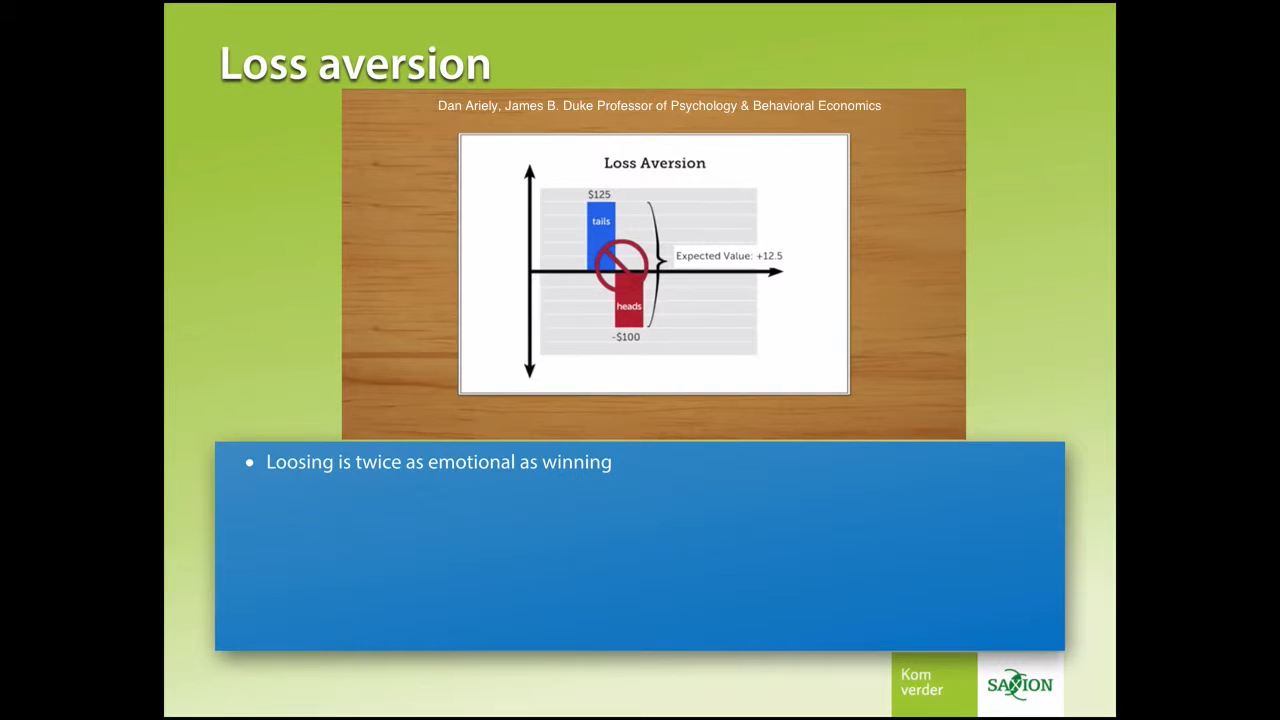 Loss aversion
Dan Ariely, James B. Duke Professor of Psychology & Behavioral Economics
Loss Aversion
$125
tails
Expected Value: +12.5
heads
-$100
• Loosing is twice as emotional as winning
Kom
verder
SAXION